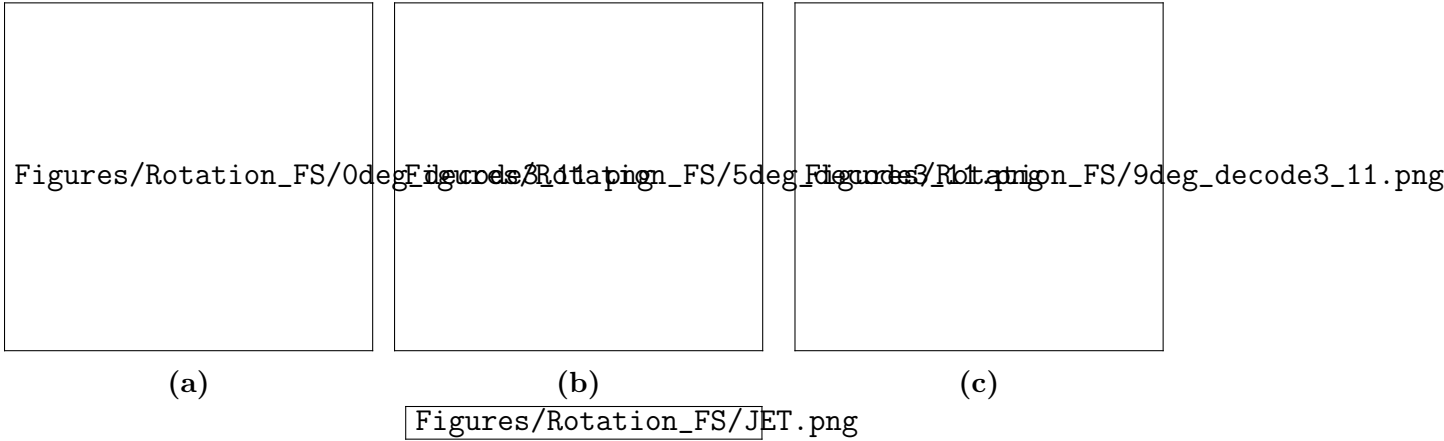 Figures/Rotation_FS/0deg_decode3_11.png Figures/Rotation_FS/5deg_decode3_11.png Figures/Rotation_FS/9deg_decode3_11.png
(a) (b) (c)
Figures/Rotation_FS/JET.png